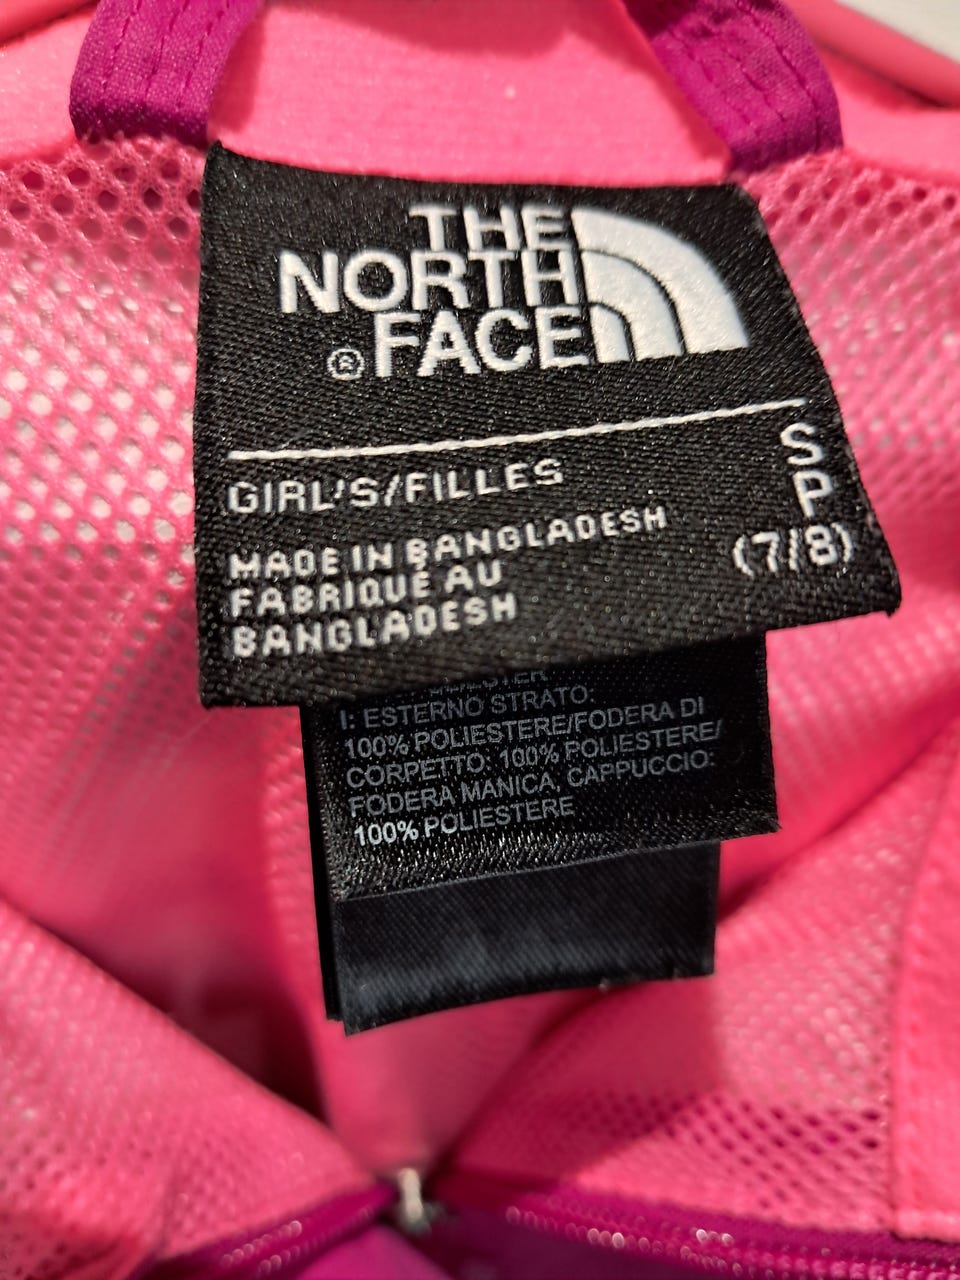 THE
NORTH
FACE
®
GIRL'S/FILLES
S
P
(7/8)
MADE IN BANGLADESH
FABRIQUÉ AU
BANGLADESH
I: ESTERNO STRATO:
100% POLIESTERE/FODERA DI
CORPETTO: 100% POLIESTERE/
FODERA MANICA, CAPPUCCIO:
100% POLIESTERE